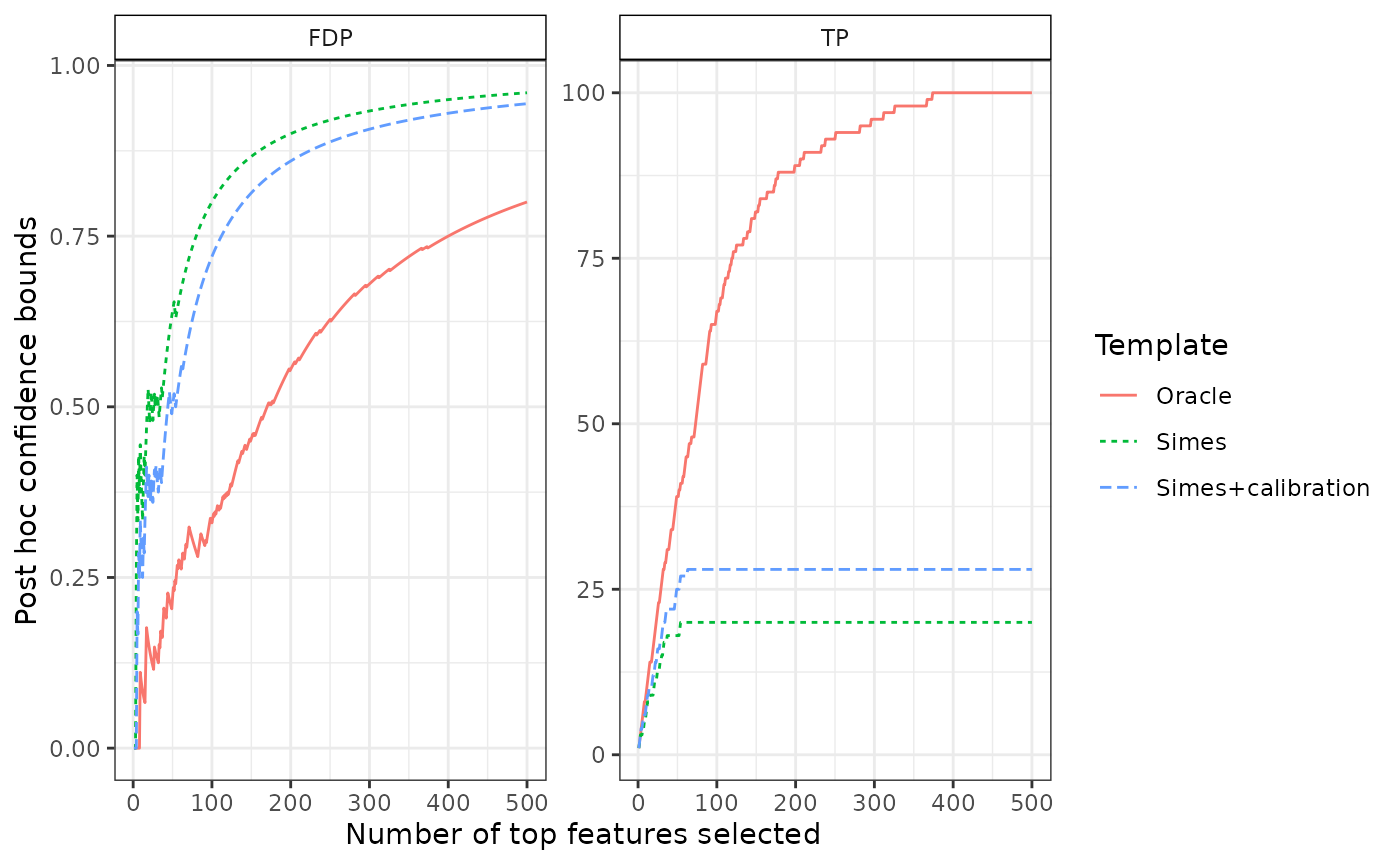 FDP
TP
Post hoc confidence bounds
1.00
0.75
0.50
0.25
0.00
0 100 200 300 400 500
100
75
50
25
0
0 100 200 300 400 500
Number of top features selected
Template
Oracle
Simes
Simes+calibration